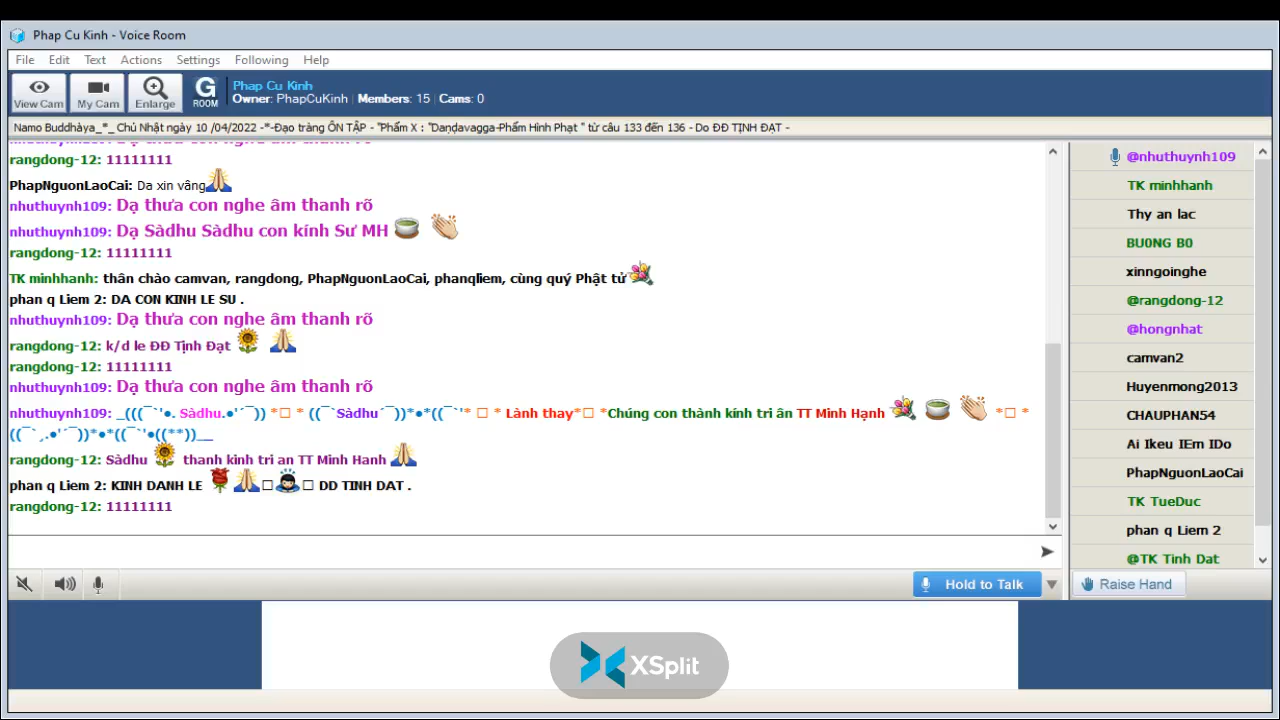 Phap Cu Kinh - Voice Room
File Edit Text Actions Settings Following Help
View Cam My Cam Enlarge G ROOM
Phap Cu Kinh
Owner: PhapCuKinh | Members: 15 | Cams: 0
Namo Buddhàya_*_ Chủ Nhật ngày 10 /04/2022 -*-Đạo tràng ÔN TẬP - "Phẩm X : "Daṇḍavagga-Phẩm Hình Phạt " từ câu 133 đến 136 - Do ĐĐ TỊNH ĐẠT -
nhuthuynh109: Dạ thưa con nghe âm thanh rõ
rangdong-12: 11111111
PhapNguonLaoCai: Da xin vâng
nhuthuynh109: Dạ thưa con nghe âm thanh rõ
nhuthuynh109: Dạ Sàdhu Sàdhu con kính Sư MH
rangdong-12: 11111111
TK minhhanh: thân chào camvan, rangdong, PhapNguonLaoCai, phanqliem, cùng quý Phật tử
phan q Liem 2: DA CON KINH LE SU .
nhuthuynh109: Dạ thưa con nghe âm thanh rõ
rangdong-12: k/d le ĐĐ Tịnh Đạt
rangdong-12: 11111111
nhuthuynh109: Dạ thưa con nghe âm thanh rõ
nhuthuynh109: _(((¯`'•. Sàdhu.•'´¯)) *□ * ((¯`Sàdhu´¯))*•*((¯`'* □ * Lành thay*□ *Chúng con thành kính tri ân TT Minh Hạnh *□ *
((¯`¸.•'´¯))*•*((¯`'•((**))__
rangdong-12: Sàdhu thanh kinh tri an TT Minh Hanh
phan q Liem 2: KINH DANH LE □ □ DD TINH DAT .
rangdong-12: 11111111
@nhuthuynh109
TK minhhanh
Thy an lac
BU0NG B0
xinngoinghe
@rangdong-12
@hongnhat
camvan2
Huyenmong2013
CHAUPHAN54
Ai Ikeu IEm IDo
PhapNguonLaoCai
TK TueDuc
phan q Liem 2
@TK Tinh Dat
Hold to Talk
Raise Hand
XSplit